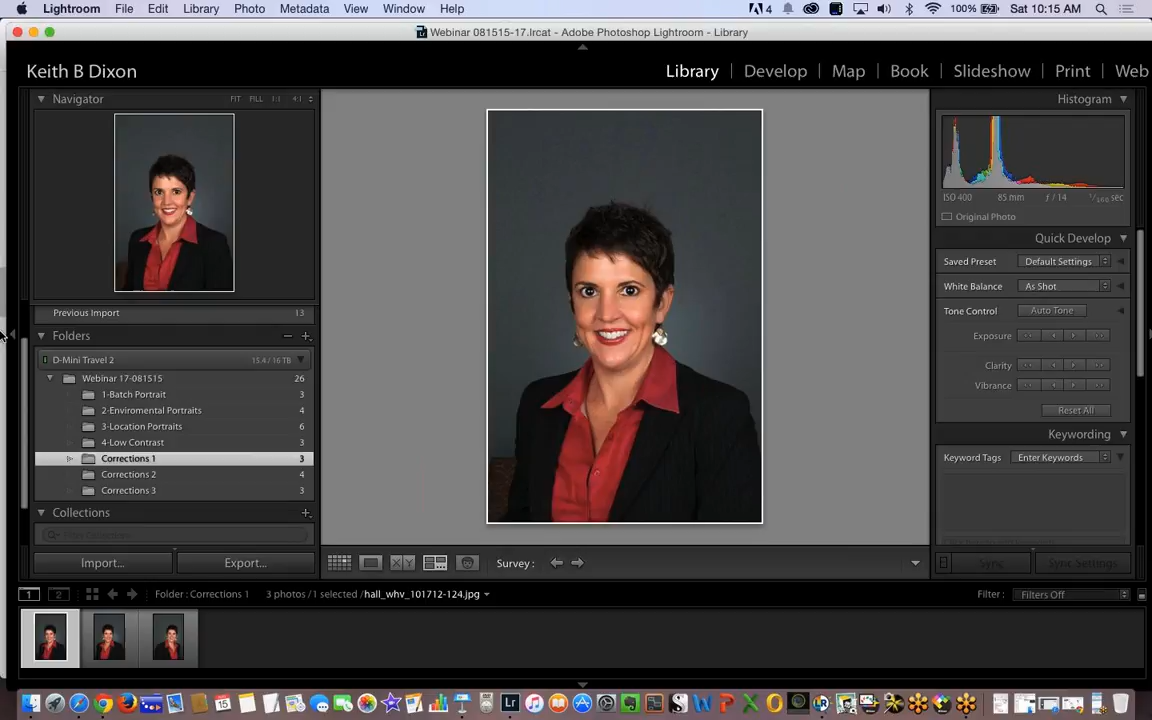 Lightroom File Edit Library Photo Metadata View Window Help 4 100% Sat 10:15 AM
Webinar 081515-17.lrcat - Adobe Photoshop Lightroom - Library
Keith B Dixon
Library | Develop | Map | Book | Slideshow | Print | Web
Navigator FIT FILL 1:1 4:1
Histogram
ISO 400 85 mm f / 14
Original Photo
Quick Develop
Saved Preset Default Settings
White Balance As Shot
Tone Control Auto Tone
Exposure
Clarity
Vibrance
Reset All
Keywording
Keyword Tags Enter Keywords
Previous Import 13
Folders
D-Mini Travel 2 15.4 / 16 TB
Webinar 17-081515 26
1-Batch Portrait 3
2-Enviromental Portraits 4
3-Location Portraits 6
4-Low Contrast 3
Corrections 1 3
Corrections 2 4
Corrections 3 3
Collections
Import... Export...
Survey :
Sync Sync Settings
1 2 Folder : Corrections 1 3 photos / 1 selected / hall_whv_101712-124.jpg Filter : Filters Off